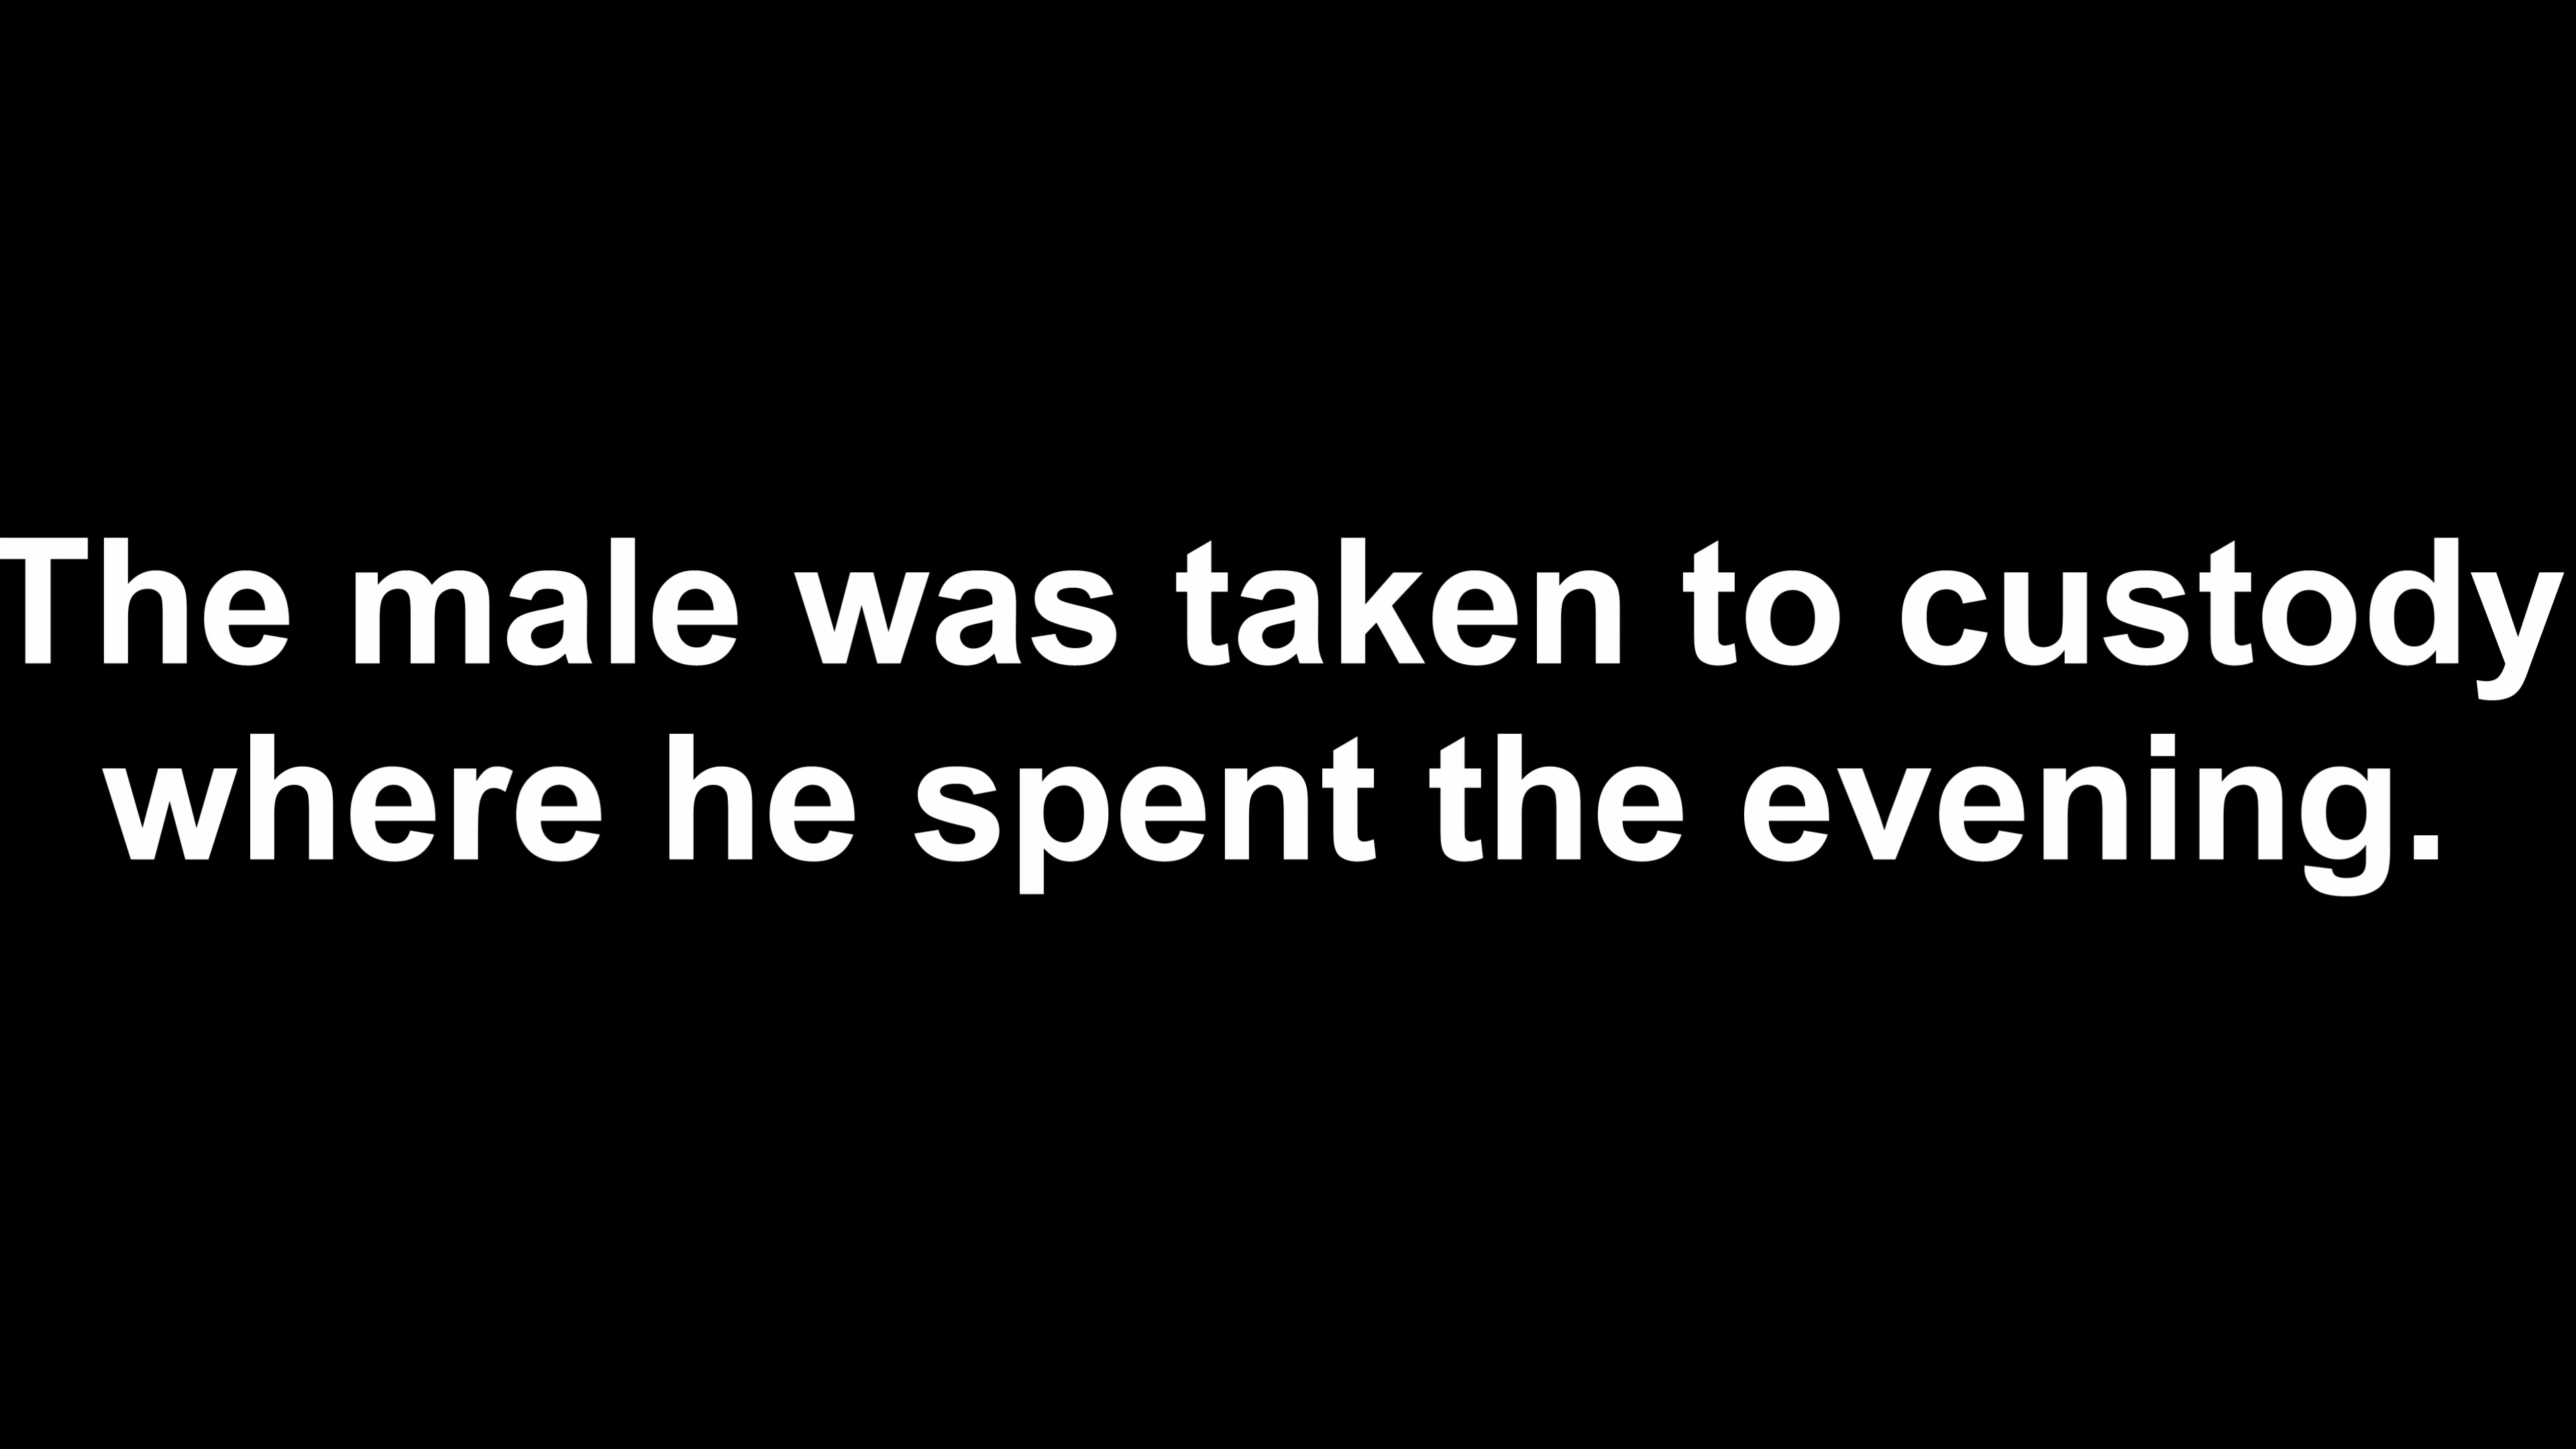 The male was taken to custody
where he spent the evening.